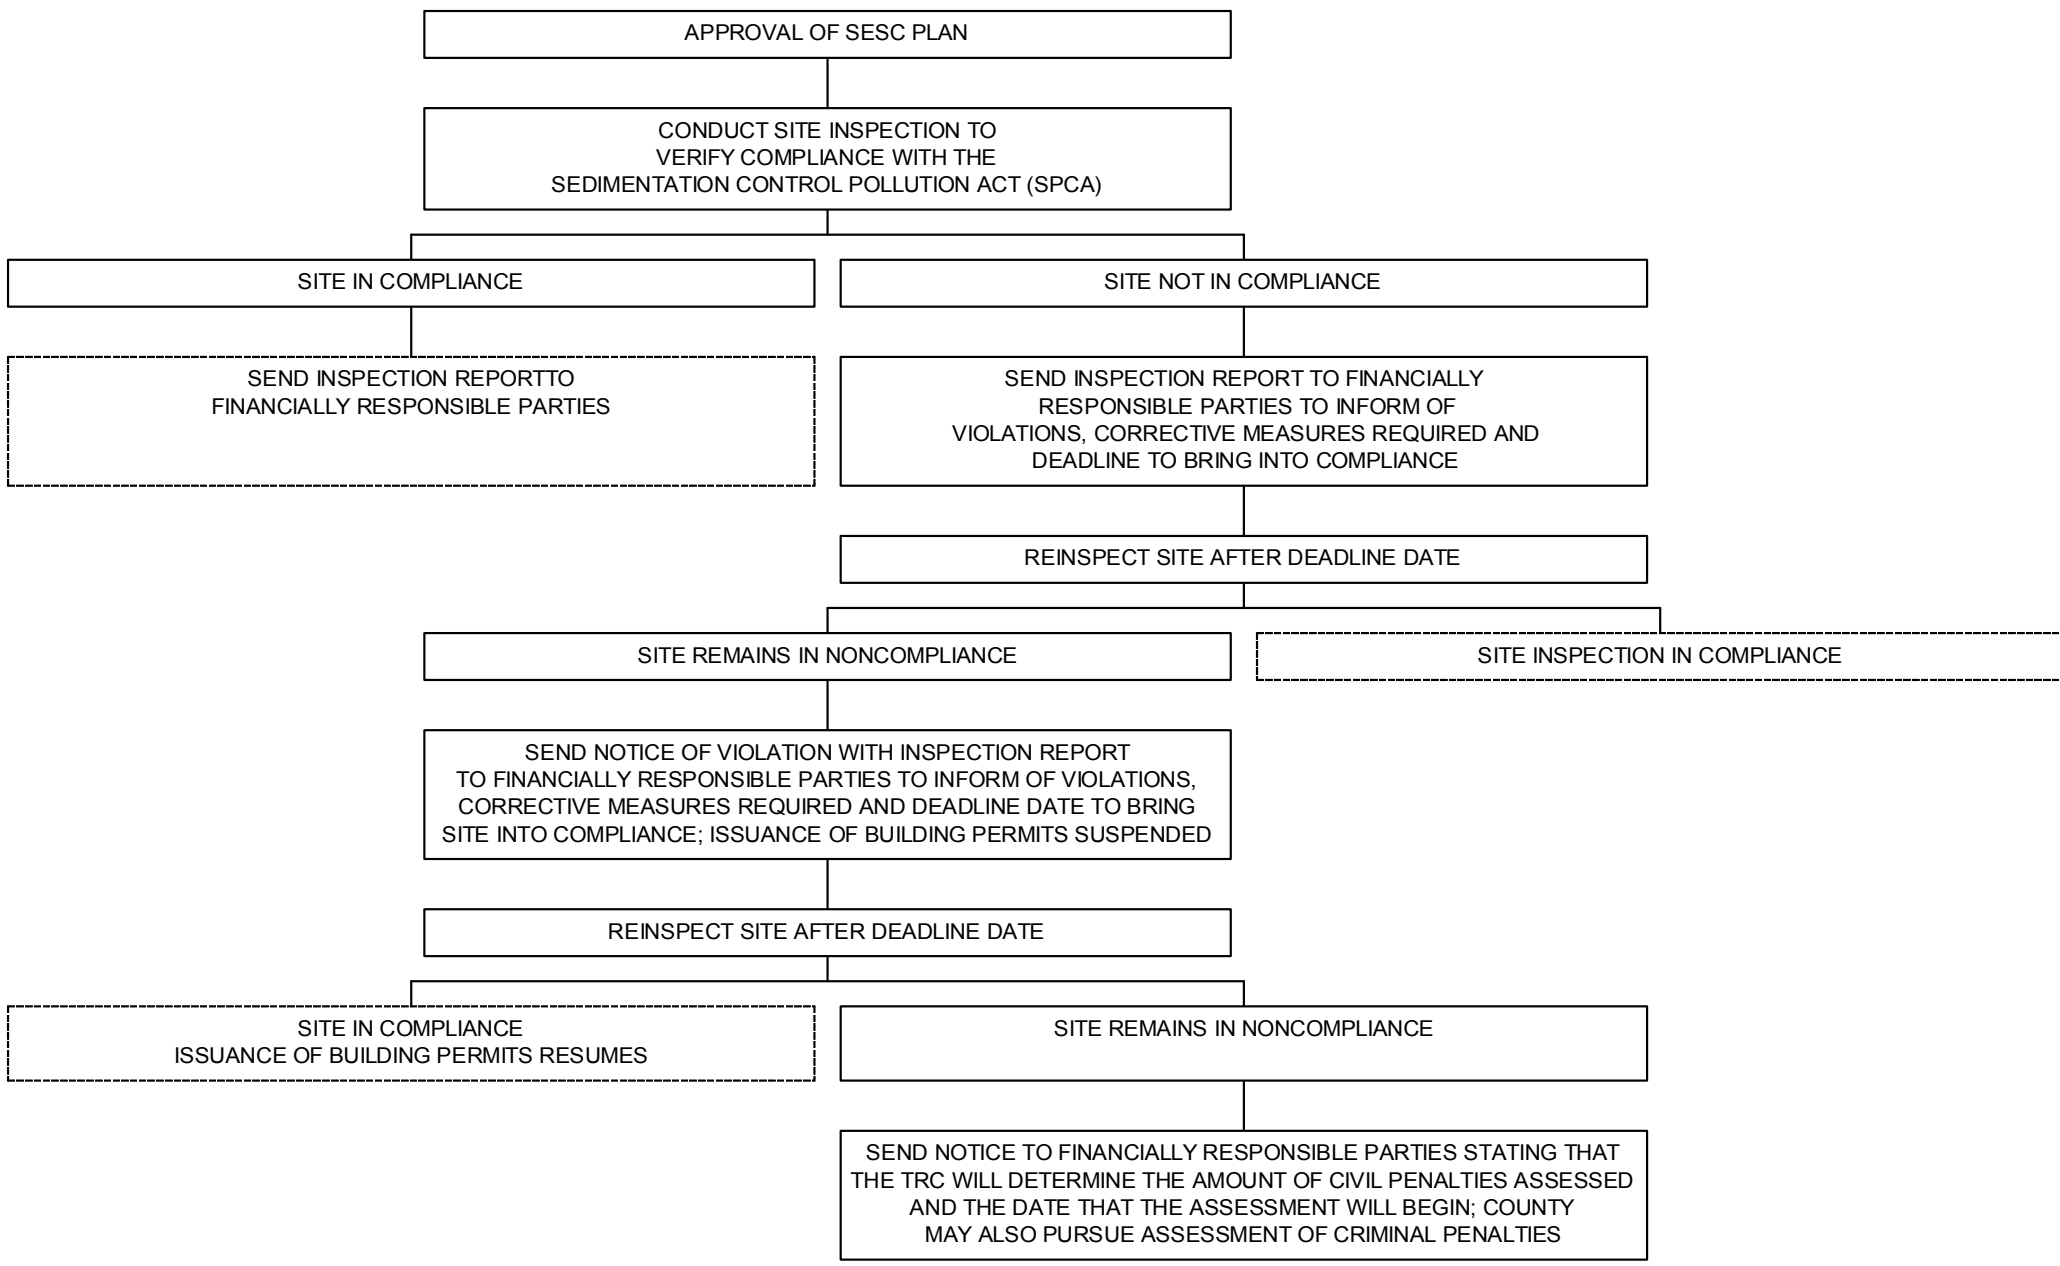 APPROVAL OF SESC PLAN
CONDUCT SITE INSPECTION TO
VERIFY COMPLIANCE WITH THE
SEDIMENTATION CONTROL POLLUTION ACT (SPCA)
SITE IN COMPLIANCE
SITE NOT IN COMPLIANCE
SEND INSPECTION REPORTTO
FINANCIALLY RESPONSIBLE PARTIES
SEND INSPECTION REPORT TO FINANCIALLY
RESPONSIBLE PARTIES TO INFORM OF
VIOLATIONS, CORRECTIVE MEASURES REQUIRED AND
DEADLINE TO BRING INTO COMPLIANCE
REINSPECT SITE AFTER DEADLINE DATE
SITE REMAINS IN NONCOMPLIANCE
SITE INSPECTION IN COMPLIANCE
SEND NOTICE OF VIOLATION WITH INSPECTION REPORT
TO FINANCIALLY RESPONSIBLE PARTIES TO INFORM OF VIOLATIONS,
CORRECTIVE MEASURES REQUIRED AND DEADLINE DATE TO BRING
SITE INTO COMPLIANCE; ISSUANCE OF BUILDING PERMITS SUSPENDED
REINSPECT SITE AFTER DEADLINE DATE
SITE IN COMPLIANCE
ISSUANCE OF BUILDING PERMITS RESUMES
SITE REMAINS IN NONCOMPLIANCE
SEND NOTICE TO FINANCIALLY RESPONSIBLE PARTIES STATING THAT
THE TRC WILL DETERMINE THE AMOUNT OF CIVIL PENALTIES ASSESSED
AND THE DATE THAT THE ASSESSMENT WILL BEGIN; COUNTY
MAY ALSO PURSUE ASSESSMENT OF CRIMINAL PENALTIES